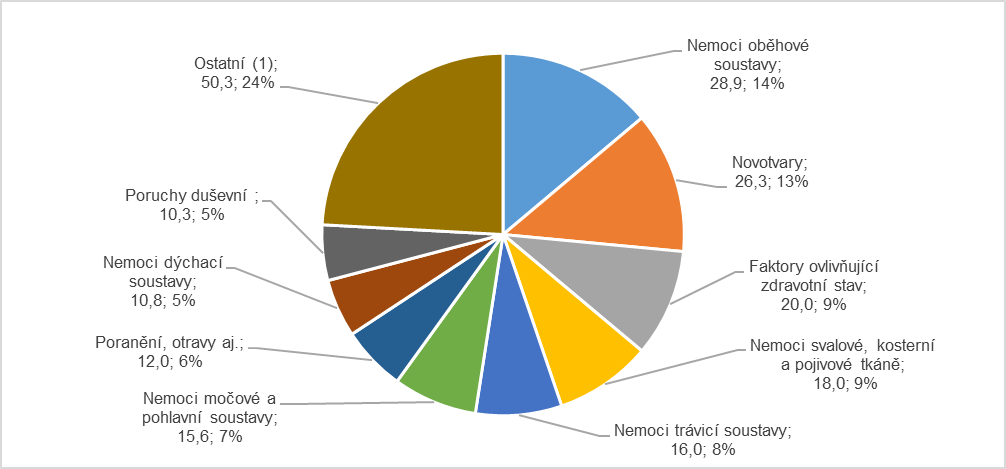 Nemoci oběhové
soustavy;
28,9; 14%
Novotvary;
26,3; 13%
Faktory ovlivňující
zdravotní stav;
20,0; 9%
Nemoci svalové, kosterní
a pojivové tkáně;
18,0; 9%
Nemoci trávicí soustavy;
16,0; 8%
Nemoci močové a
pohlavní soustavy;
15,6; 7%
Poranění, otravy aj.;
12,0; 6%
Nemoci dýchací
soustavy;
10,8; 5%
Poruchy duševní ;
10,3; 5%
Ostatní (1);
50,3; 24%